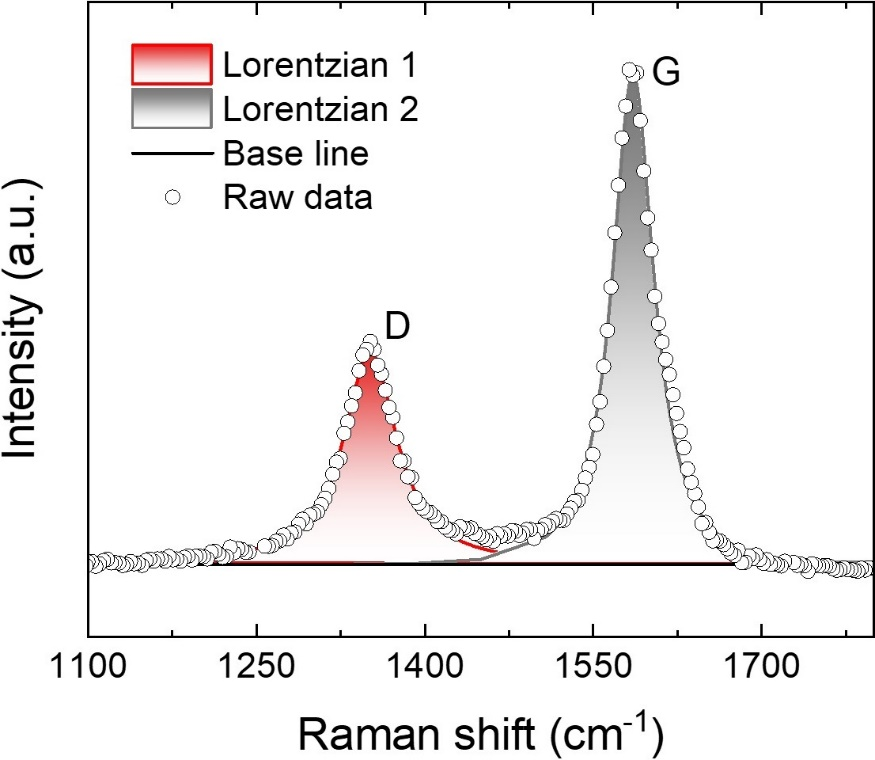 Lorentzian 1
Lorentzian 2
Base line
Raw data
G
D
Intensity (a.u.)
1100 1250 1400 1550 1700
Raman shift (cm⁻¹)